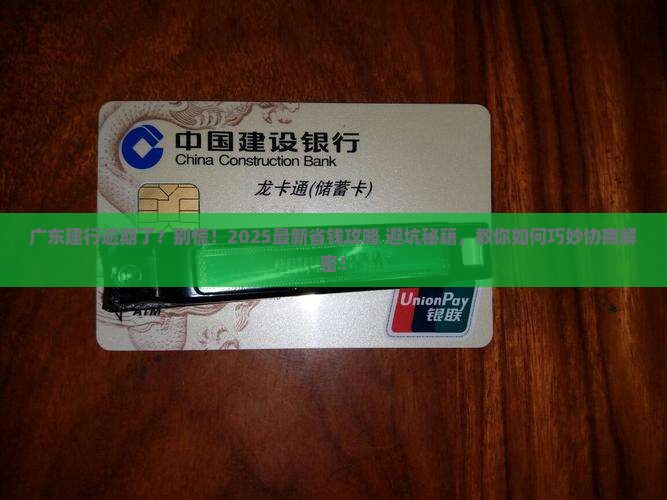 中国建设银行
China Construction Bank
龙卡通(储蓄卡)
广东建行逾期了？别慌！2025最新省钱攻略,避坑秘籍，教你如何巧妙协商解
密！
ATM
UnionPay
银联